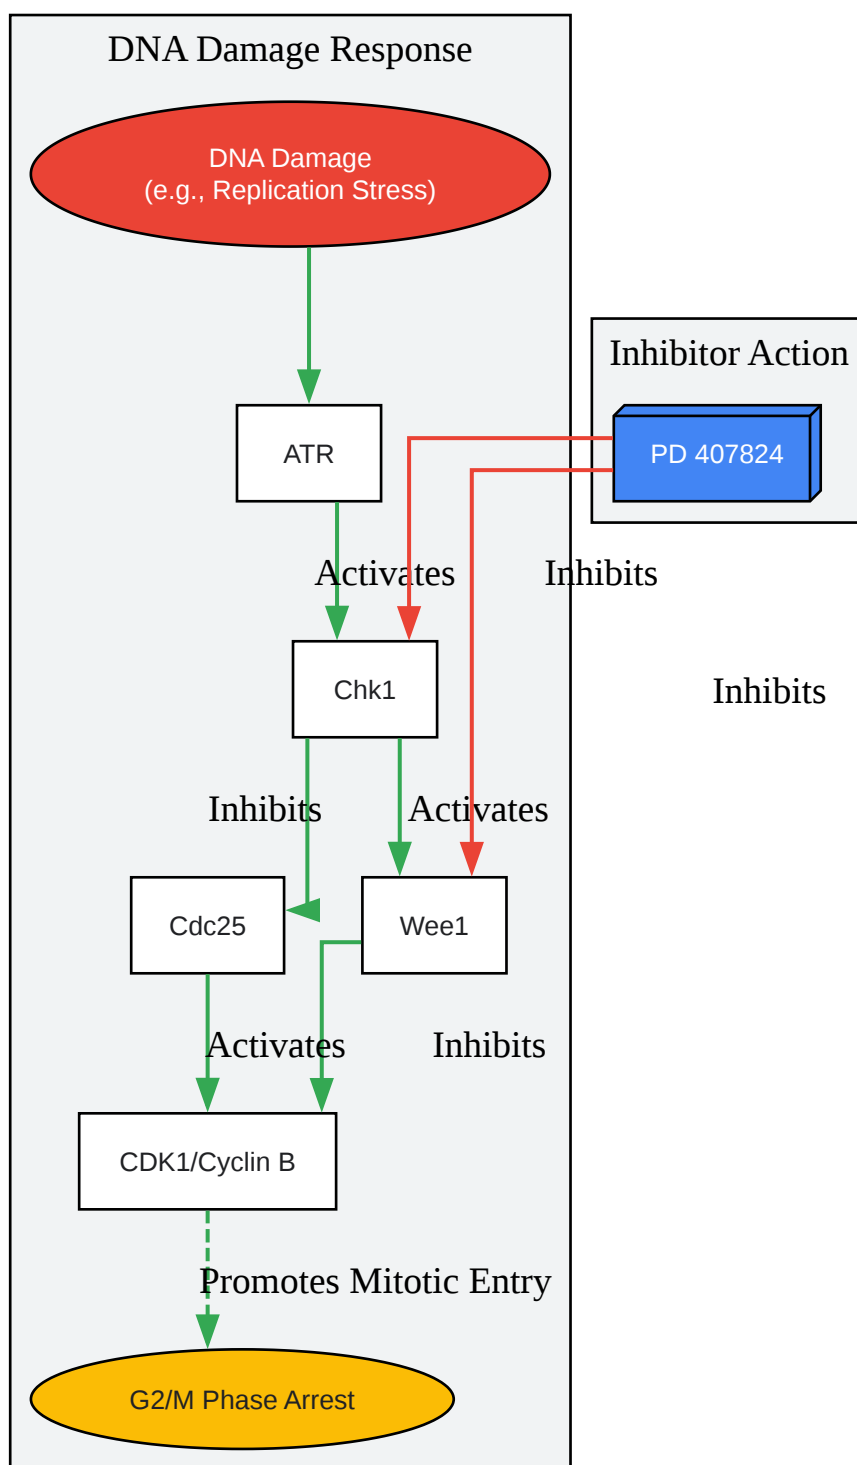 DNA Damage Response
DNA Damage
(e.g., Replication Stress)
Inhibitor Action
ATR
PD 407824
Activates
Inhibits
Chk1
Inhibits
Inhibits
Activates
Cdc25
Wee1
Activates
Inhibits
CDK1/Cyclin B
Promotes Mitotic Entry
G2/M Phase Arrest